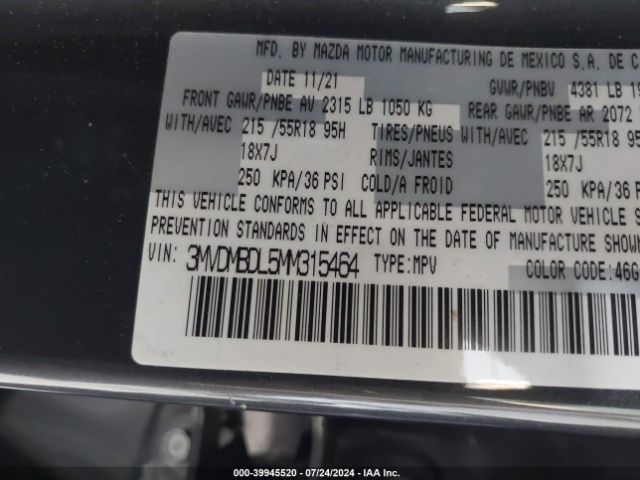 MFD. BY MAZDA MOTOR MANUFACTURING DE MEXICO S.A. DE C
DATE 11/21 GVWR/PNBV 4381 LB 19
FRONT GAWR/PNBE AV 2315 LB 1050 KG REAR GAWR/PNBE AR 2072
WITH/AVEC 215 /55R18 95H TIRES/PNEUS WITH/AVEC 215 /55R18 95
18X7J RIMS/JANTES 18X7J
250 KPA/36 PSI COLD/A FROID 250 KPA/36 P
THIS VEHICLE CONFORMS TO ALL APPLICABLE FEDERAL MOTOR VEHICLE S
PREVENTION STANDARDS IN EFFECT ON THE DATE OF MANUFACTURE SHOWN
VIN: 3MVDMBDL5MM315464 TYPE:MPV COLOR CODE:46G
000-39945520 - 07/24/2024 - IAA Inc.